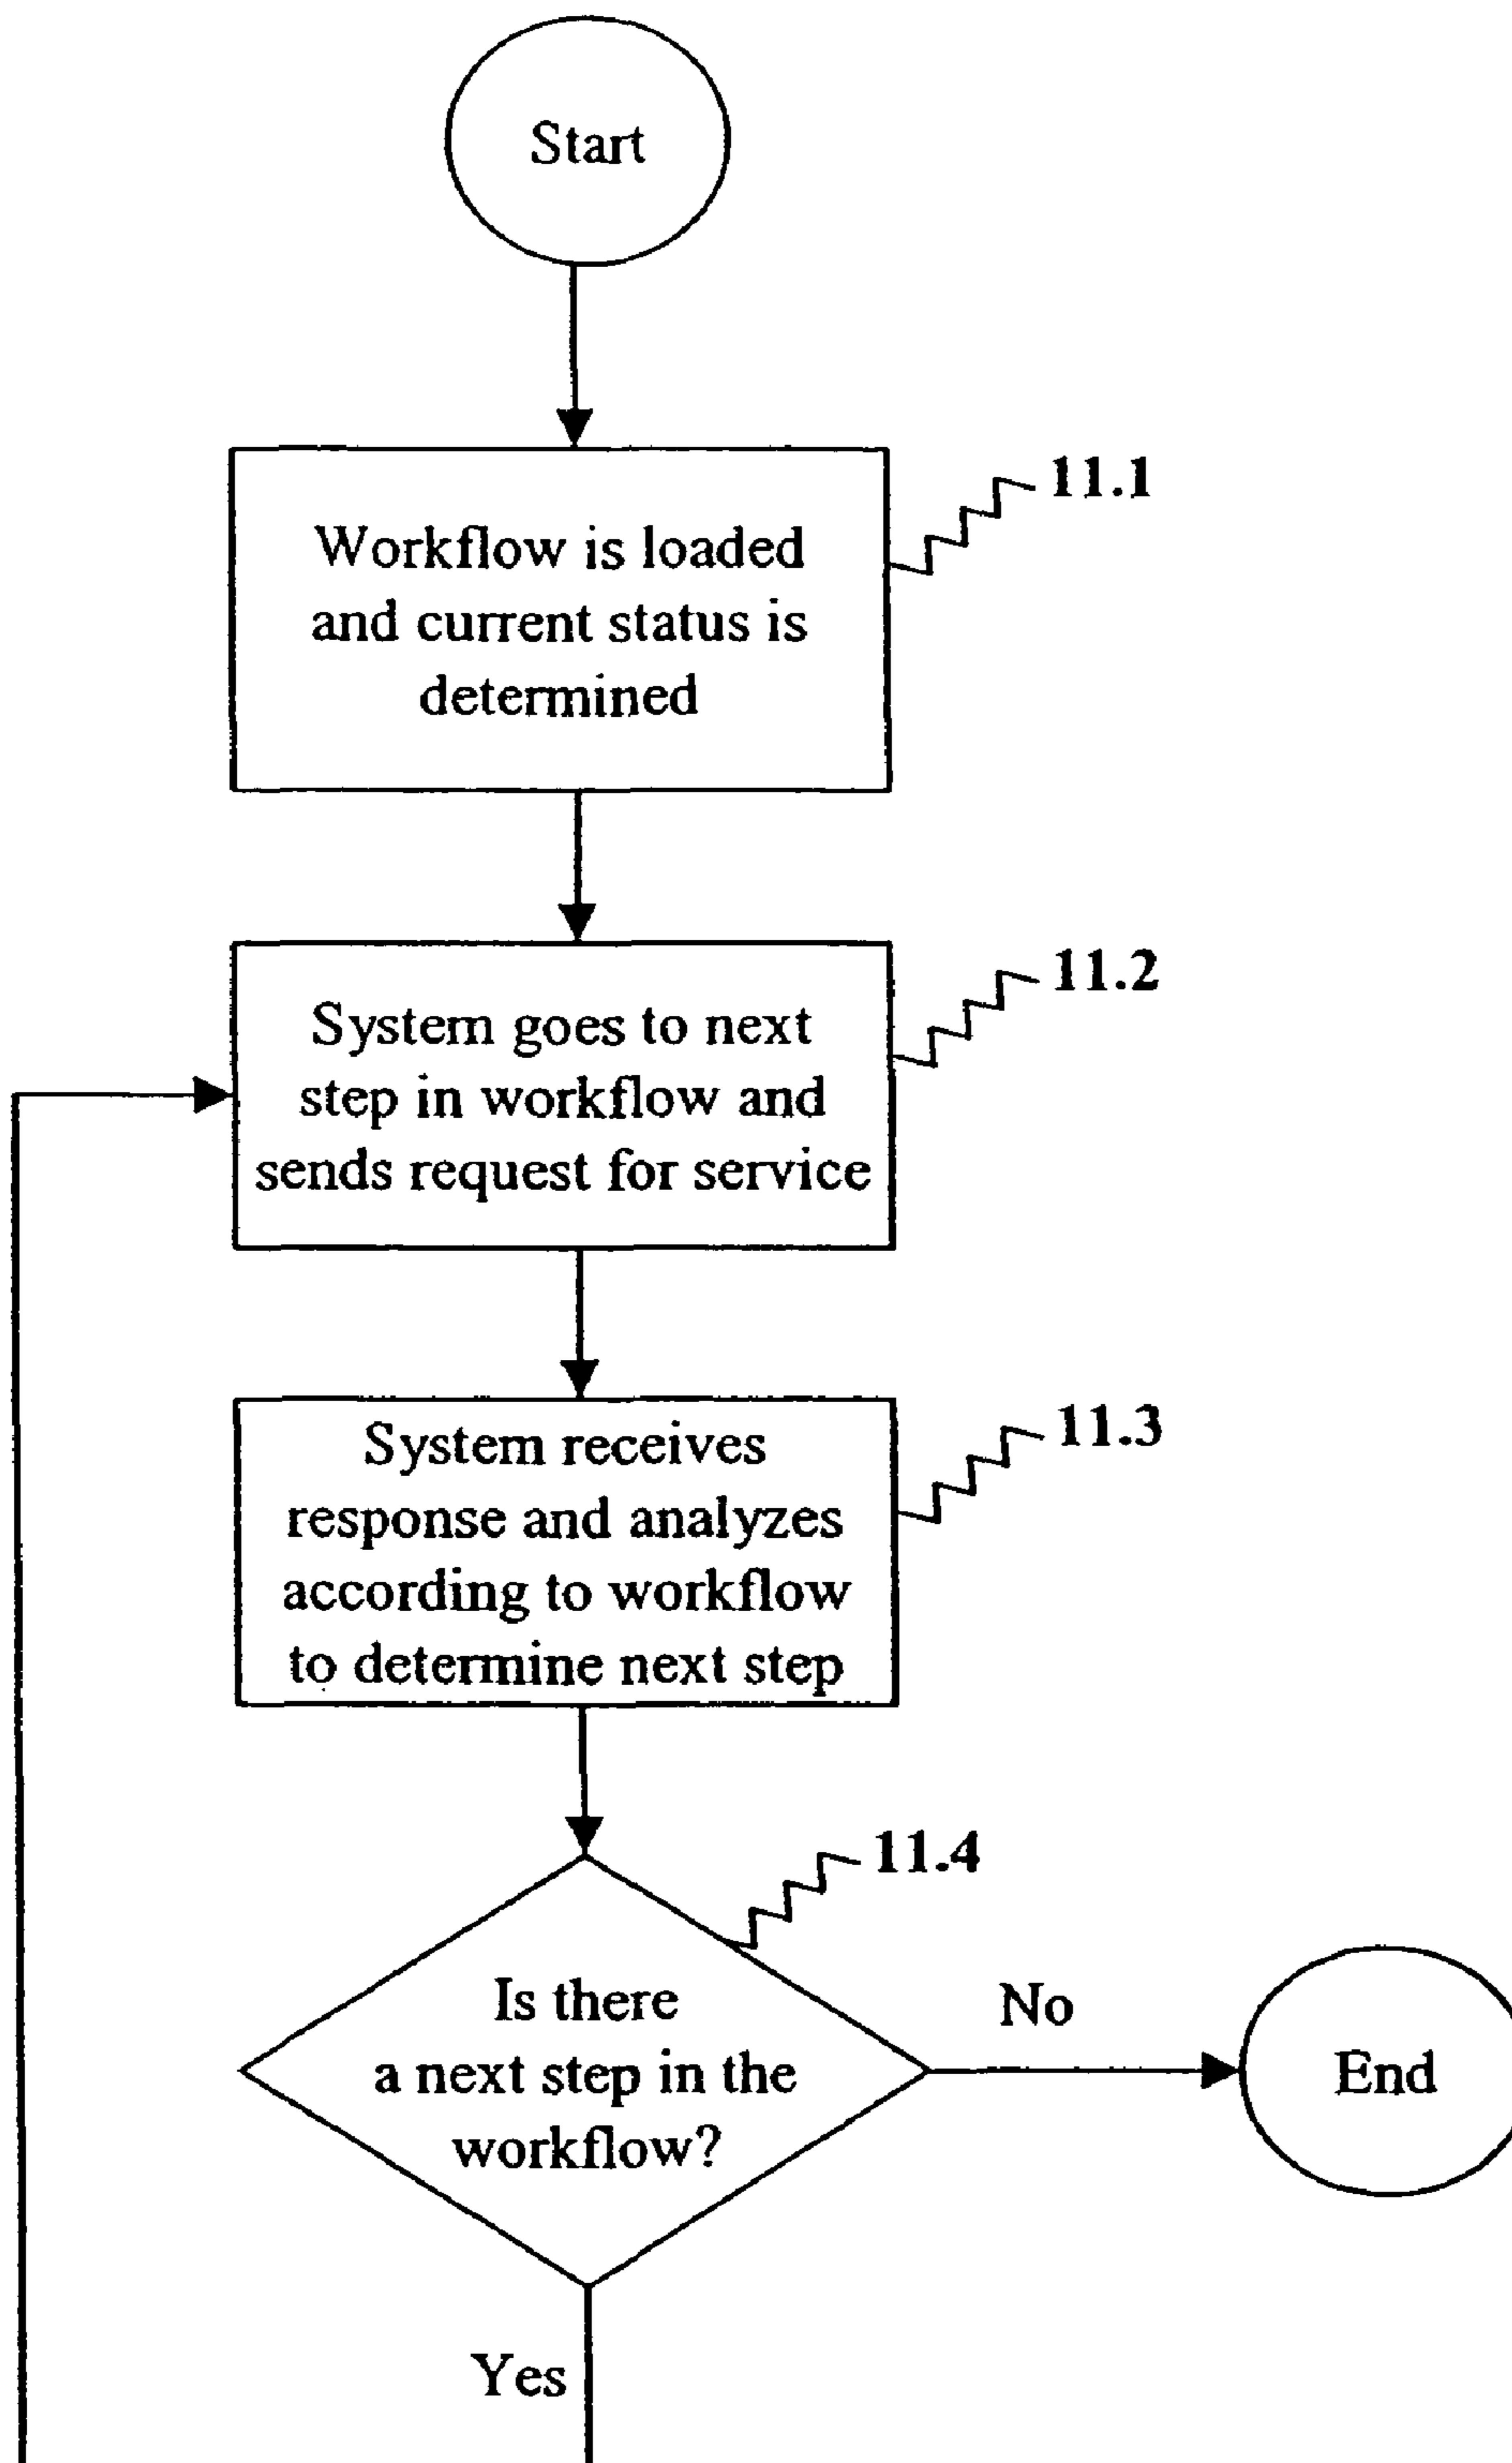 Start
11.1
Workflow is loaded
and current status is
determined
11.2
System goes to next
step in workflow and
sends request for service
11.3
System receives
response and analyzes
according to workflow
to determine next step
11.4
Is there
a next step in the
workflow?
No
End
Yes